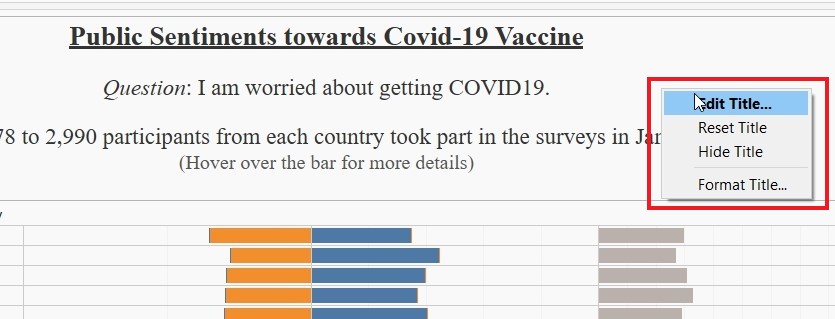 Public Sentiments towards Covid-19 Vaccine
Question: I am worried about getting COVID19.
Edit Title...
78 to 2,990 participants from each country took part in the surveys in Jan
Reset Title
Hide Title
(Hover over the bar for more details)
Format Title...